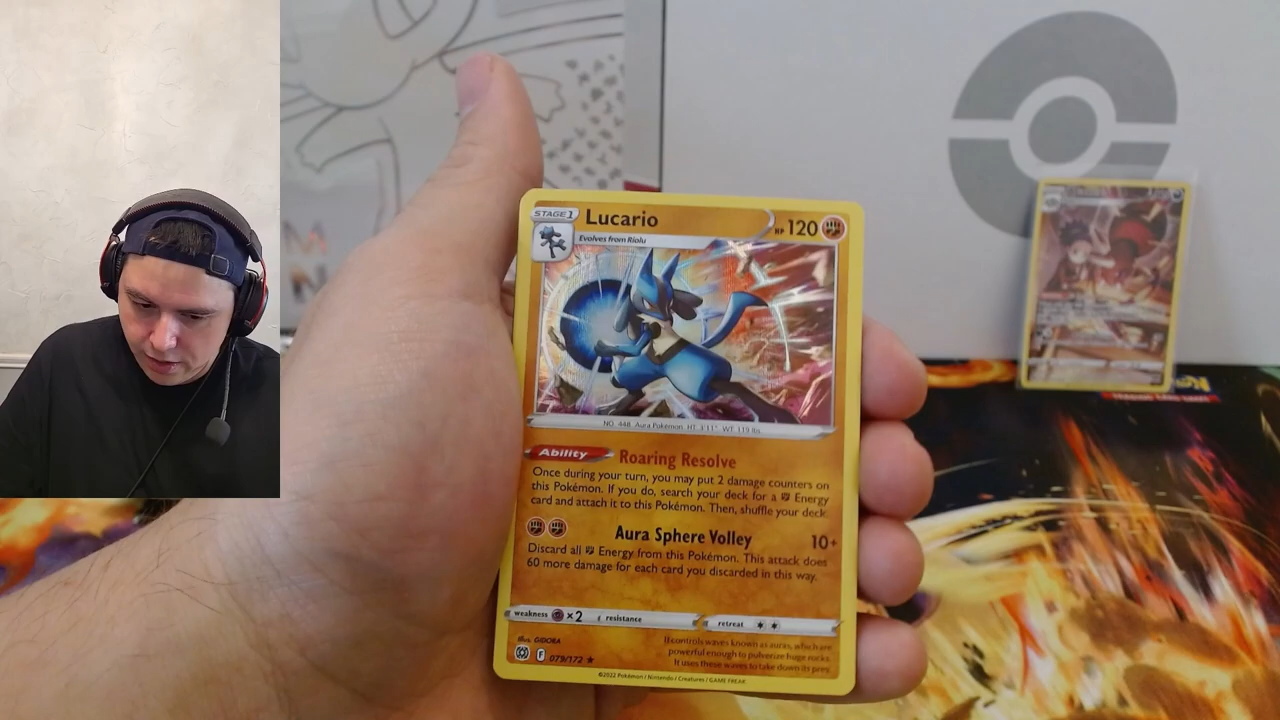 STAGE 1
Lucario
HP 120
Evolves from Riolu
NO. 448 Aura Pokémon HT: 3'11" WT: 119 lbs.
Ability Roaring Resolve
Once during your turn, you may put 2 damage counters on
this Pokémon. If you do, search your deck for a Energy
card and attach it to this Pokémon. Then, shuffle your deck.
Aura Sphere Volley 10+
Discard all Energy from this Pokémon. This attack does
60 more damage for each card you discarded in this way.
weakness ×2 resistance retreat
Illus. GIDORA
F 079/172
It controls waves known as auras, which are
powerful enough to pulverize huge rocks.
It uses these waves to take down its prey.
©2022 Pokémon / Nintendo / Creatures / GAME FREAK